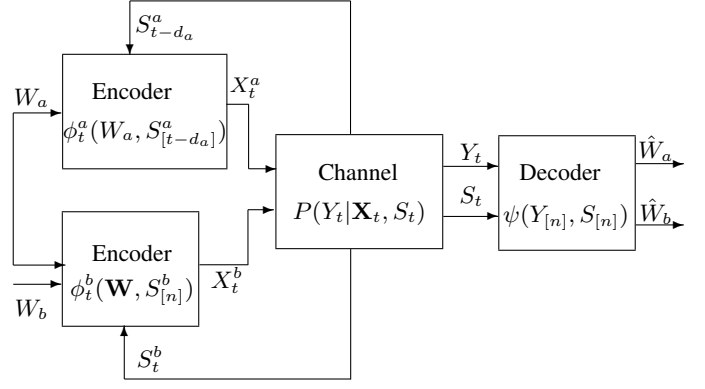 S^a_{t-d_a}
W_a
Encoder
φ^a_t(W_a, S^a_{[t-d_a]})
X^a_t
Channel
P(Y_t|𝐗_t, S_t)
Y_t
S_t
Decoder
ψ(Y_{[n]}, S_{[n]})
Ŵ_a
Ŵ_b
Encoder
φ^b_t(𝐖, S^b_{[n]})
X^b_t
W_b
S^b_t